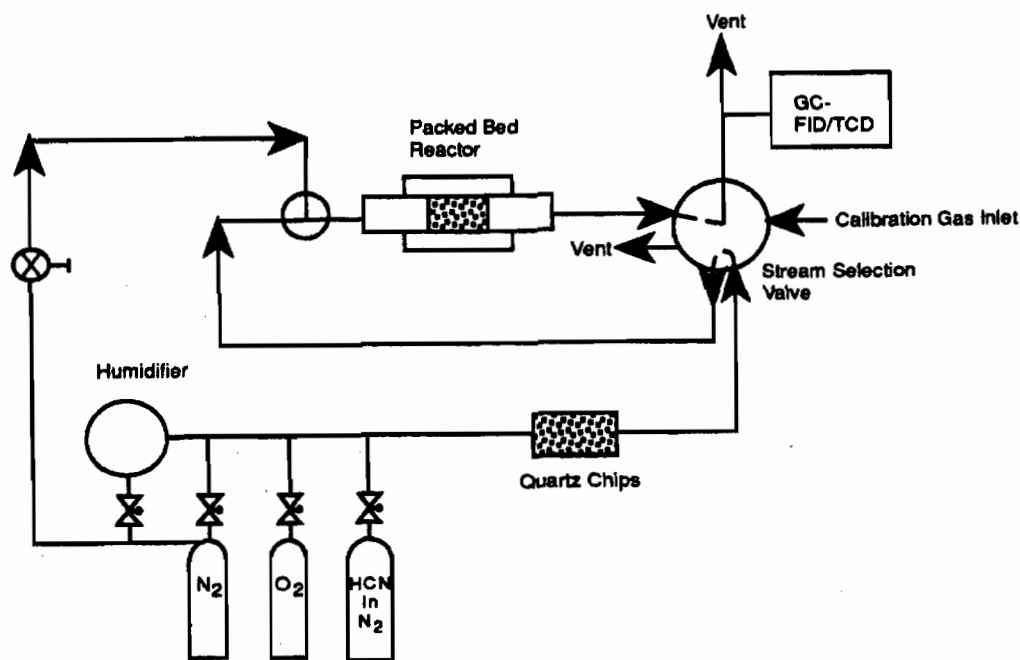 Vent
GC-
FID/TCD
Packed Bed
Reactor
Calibration Gas Inlet
Vent
Stream Selection
Valve
Humidifier
Quartz Chips
N2
O2
HCN
in
N2